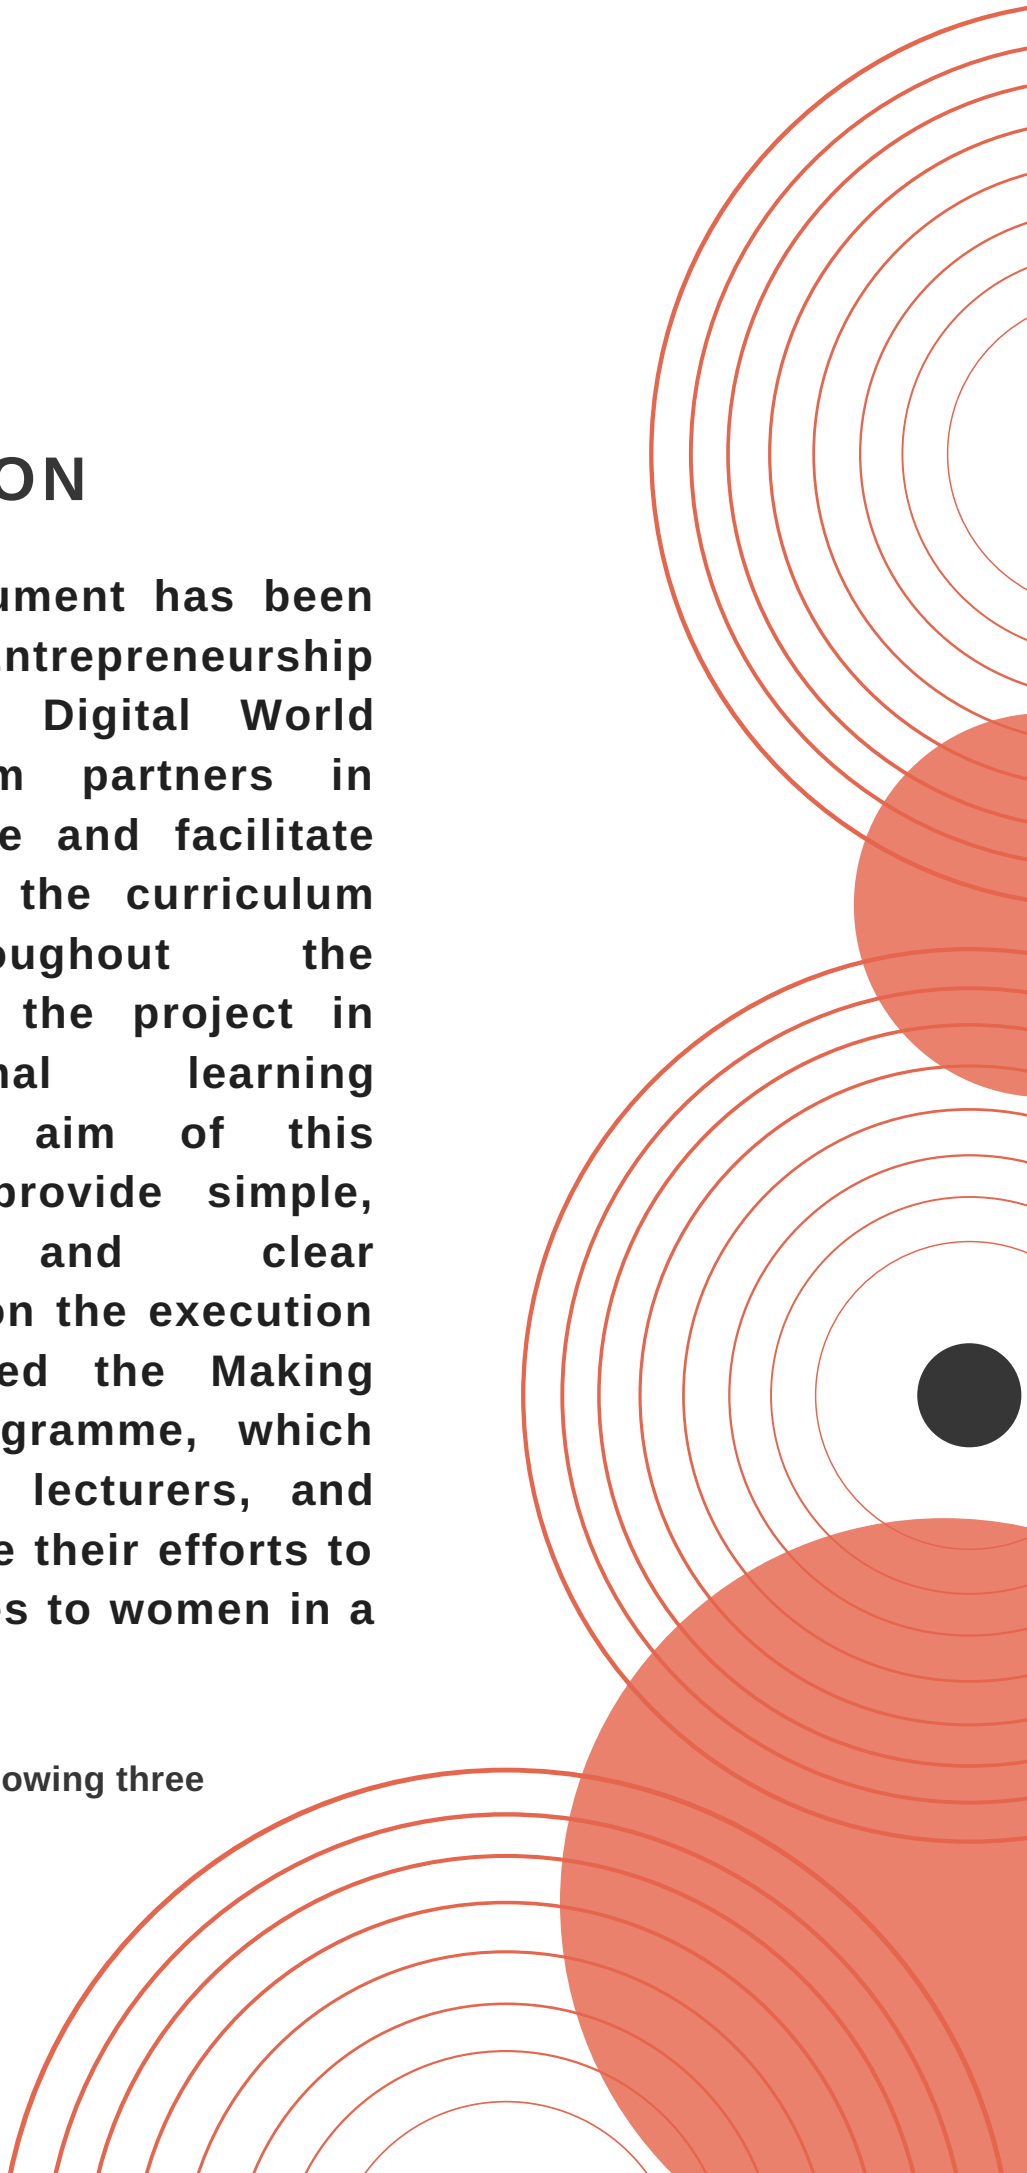 ON
ument has been
ntrepreneurship
Digital World
m partners in
e and facilitate
the curriculum
oughout the
the project in
nal learning
aim of this
provide simple,
and clear
on the execution
ed the Making
gramme, which
lecturers, and
e their efforts to
es to women in a
owing three